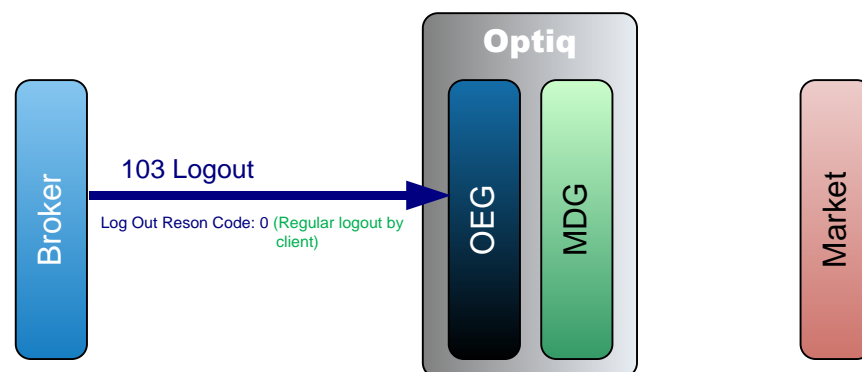 Optiq
Broker
103 Logout
Log Out Reson Code: 0 (Regular logout by
client)
OEG
MDG
Market